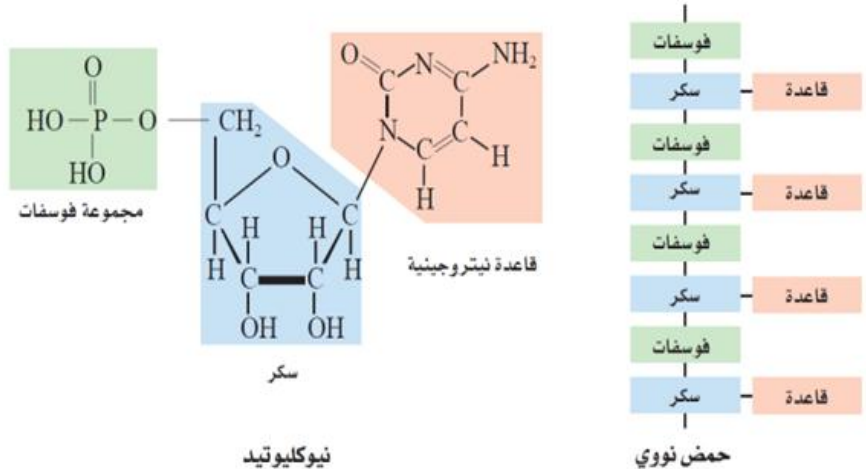 O
HO — P — O — CH₂
HO
مجموعة فوسفات
O
C
C
H
H
H
H
C
C
OH
OH
سكر
O
C
N
C
NH₂
N
C
C
H
H
قاعدة نيتروجينية
نيوكليوتيد
فوسفات
سكر
قاعدة
فوسفات
سكر
قاعدة
فوسفات
سكر
قاعدة
فوسفات
سكر
قاعدة
حمض نووي